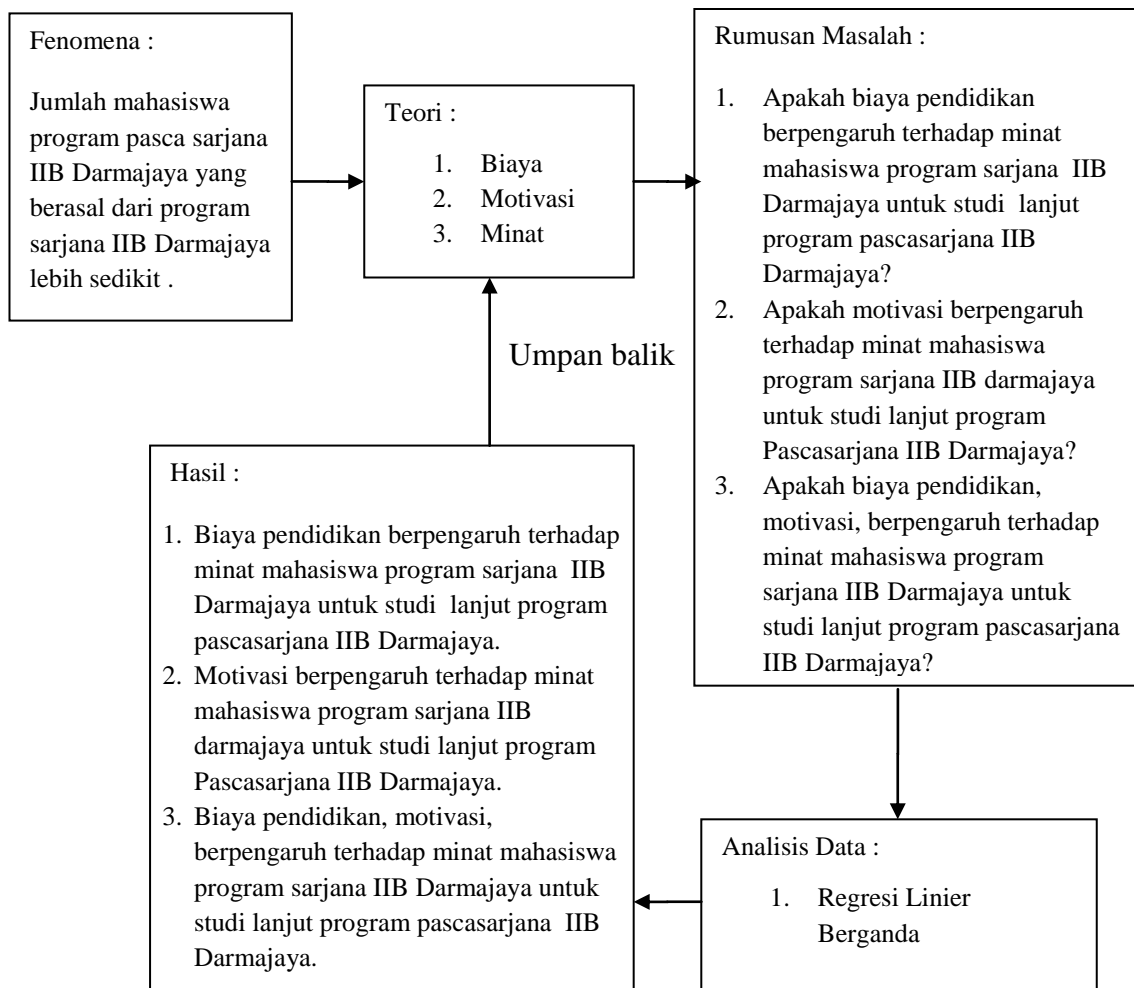 Fenomena :
Jumlah mahasiswa
program pasca sarjana
IIB Darmajaya yang
berasal dari program
sarjana IIB Darmajaya
lebih sedikit .
Teori :
1. Biaya
2. Motivasi
3. Minat
Rumusan Masalah :
1. Apakah biaya pendidikan
berpengaruh terhadap minat
mahasiswa program sarjana IIB
Darmajaya untuk studi lanjut
program pascasarjana IIB
Darmajaya?
2. Apakah motivasi berpengaruh
terhadap minat mahasiswa
program sarjana IIB darmajaya
untuk studi lanjut program
Pascasarjana IIB Darmajaya?
3. Apakah biaya pendidikan,
motivasi, berpengaruh terhadap
minat mahasiswa program
sarjana IIB Darmajaya untuk
studi lanjut program pascasarjana
IIB Darmajaya?
Umpan balik
Hasil :
1. Biaya pendidikan berpengaruh terhadap
minat mahasiswa program sarjana IIB
Darmajaya untuk studi lanjut program
pascasarjana IIB Darmajaya.
2. Motivasi berpengaruh terhadap minat
mahasiswa program sarjana IIB
darmajaya untuk studi lanjut program
Pascasarjana IIB Darmajaya.
3. Biaya pendidikan, motivasi,
berpengaruh terhadap minat mahasiswa
program sarjana IIB Darmajaya untuk
studi lanjut program pascasarjana IIB
Darmajaya.
Analisis Data :
1. Regresi Linier
Berganda